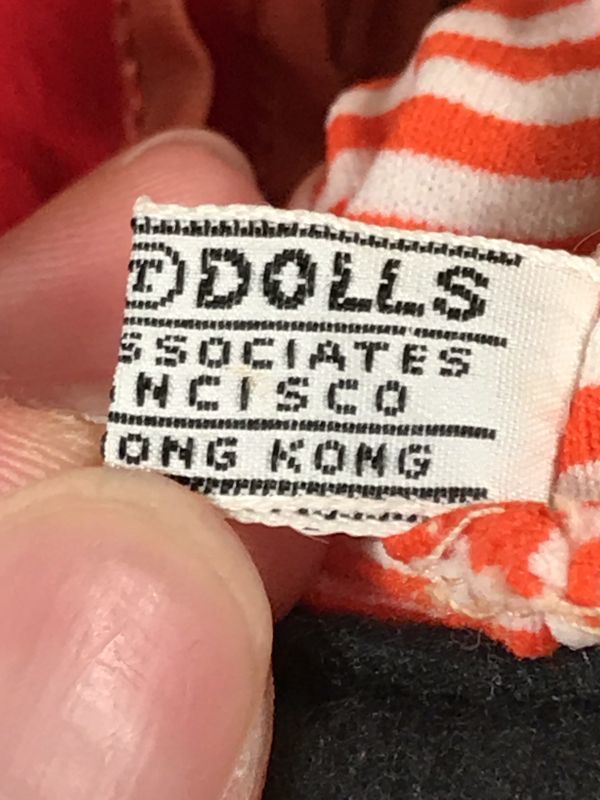 DOLLS
SSOCIATES
NCISCO
ONG KONG